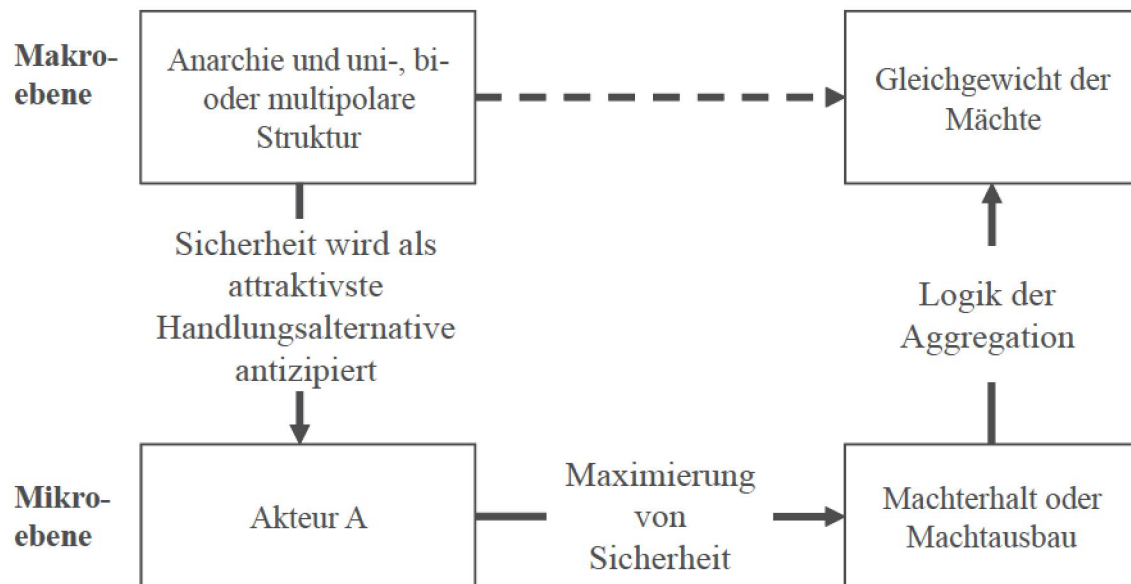 Makro-
ebene
Anarchie und uni-, bi-
oder multipolare
Struktur
Gleichgewicht der
Mächte
Sicherheit wird als
attraktivste
Handlungsalternative
antizipiert
Logik der
Aggregation
Mikro-
ebene
Akteur A
Maximierung
von
Sicherheit
Machterhalt oder
Machtausbau